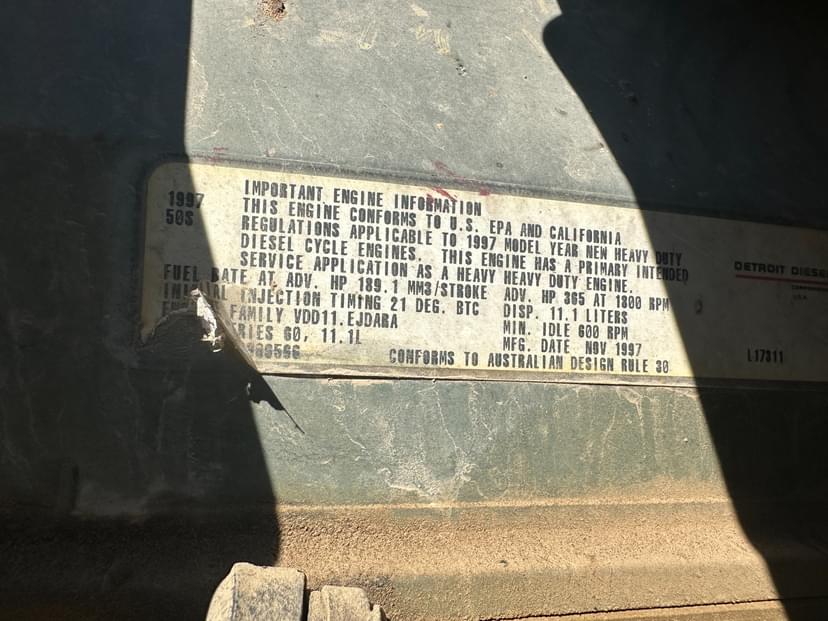 1997
50S
IMPORTANT ENGINE INFORMATION
THIS ENGINE CONFORMS TO U.S. EPA AND CALIFORNIA
REGULATIONS APPLICABLE TO 1997 MODEL YEAR NEW HEAVY DUTY
DIESEL CYCLE ENGINES. THIS ENGINE HAS A PRIMARY INTENDED
SERVICE APPLICATION AS A HEAVY HEAVY DUTY ENGINE.
FUEL RATE AT ADV. HP 189.1 MM3/STROKE ADV. HP 365 AT 1800 RPM
INJECTION TIMING 21 DEG. BTC DISP. 11.1 LITERS
FAMILY VDD11.EJDARA MIN. IDLE 600 RPM
60, 11.1L MFG. DATE NOV 1997
CONFORMS TO AUSTRALIAN DESIGN RULE 30
DETROIT DIESEL
CORPORATION
U.S.A.
L17311